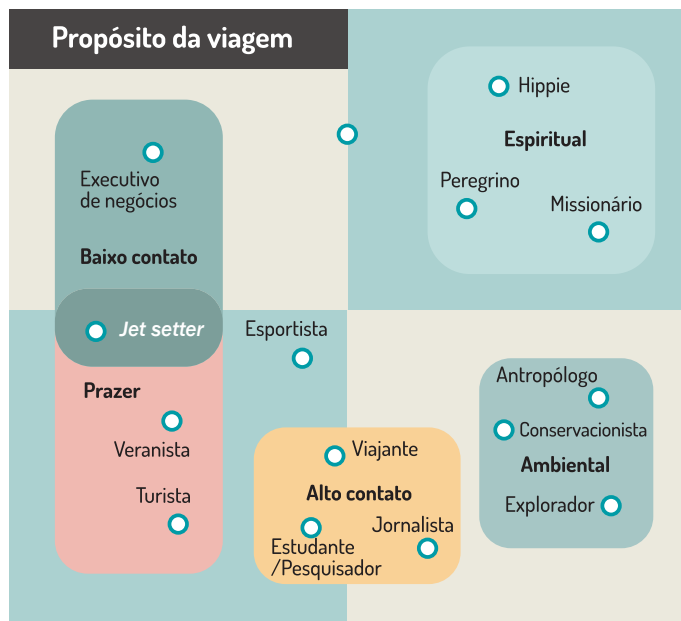 Propósito da viagem
Hippie
Espiritual
Peregrino
Missionário
Executivo
de negócios
Baixo contato
Jet setter
Esportista
Prazer
Veranista
Turista
Viajante
Alto contato
Jornalista
Estudante
/Pesquisador
Antropólogo
Conservacionista
Ambiental
Explorador